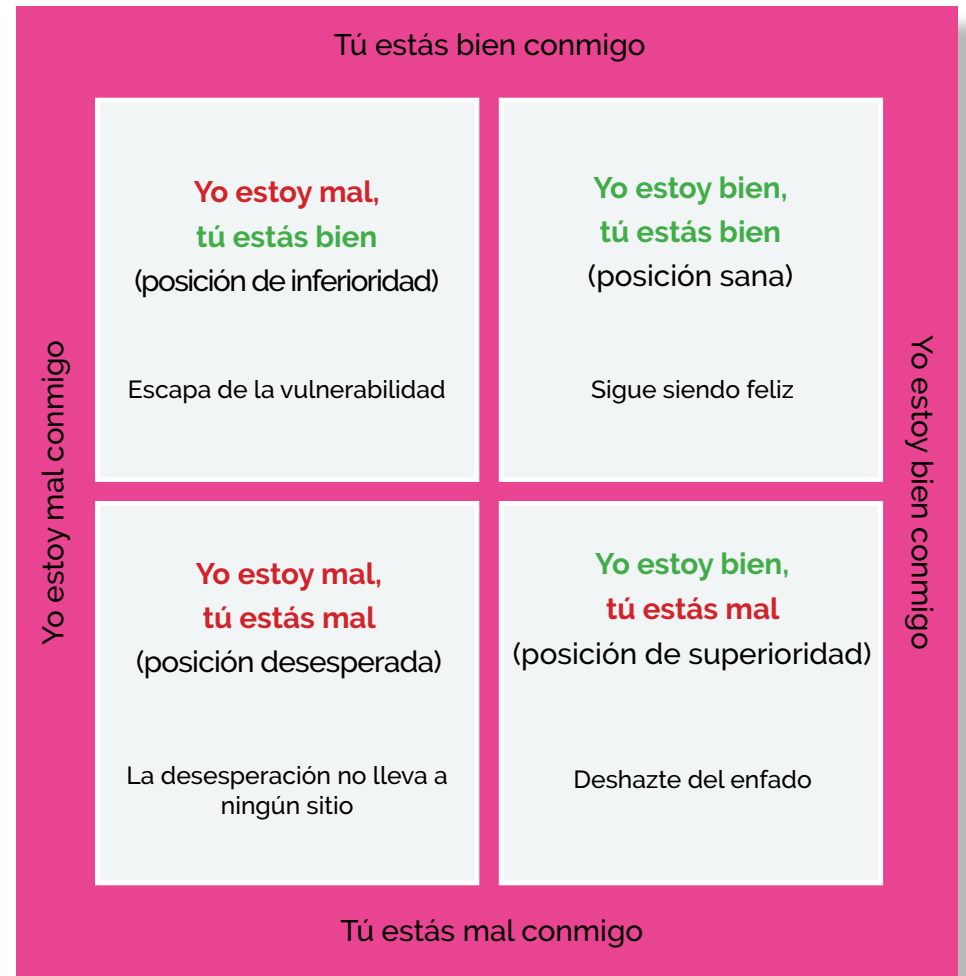 Tú estás bien conmigo
Yo estoy mal,
tú estás bien
(posición de inferioridad)
Escapa de la vulnerabilidad
Yo estoy bien,
tú estás bien
(posición sana)
Sigue siendo feliz
Yo estoy mal conmigo
Yo estoy bien conmigo
Yo estoy mal,
tú estás mal
(posición desesperada)
La desesperación no lleva a
ningún sitio
Yo estoy bien,
tú estás mal
(posición de superioridad)
Deshazte del enfado
Tú estás mal conmigo